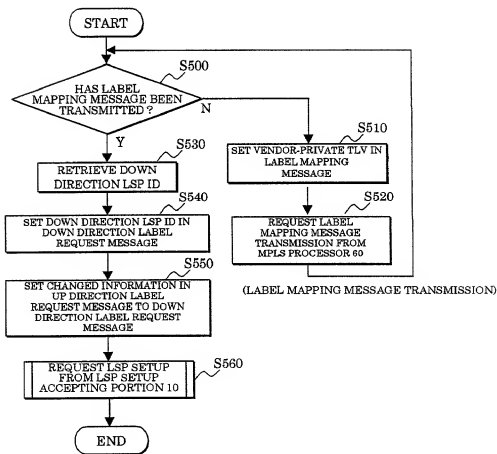 START
S500
HAS LABEL
MAPPING MESSAGE BEEN
TRANSMITTED ?
N
Y
S510
SET VENDOR-PRIVATE TLV IN
LABEL MAPPING
MESSAGE
S520
REQUEST LABEL
MAPPING MESSAGE
TRANSMISSION FROM
MPLS PROCESSOR 60
(LABEL MAPPING MESSAGE TRANSMISSION)
S530
RETRIEVE DOWN
DIRECTION LSP ID
S540
SET DOWN DIRECTION LSP ID IN
DOWN DIRECTION LABEL
REQUEST MESSAGE
S550
SET CHANGED INFORMATION IN
UP DIRECTION LABEL
REQUEST MESSAGE TO DOWN
DIRECTION LABEL REQUEST
MESSAGE
S560
REQUEST LSP SETUP
FROM LSP SETUP
ACCEPTING PORTION 10
END